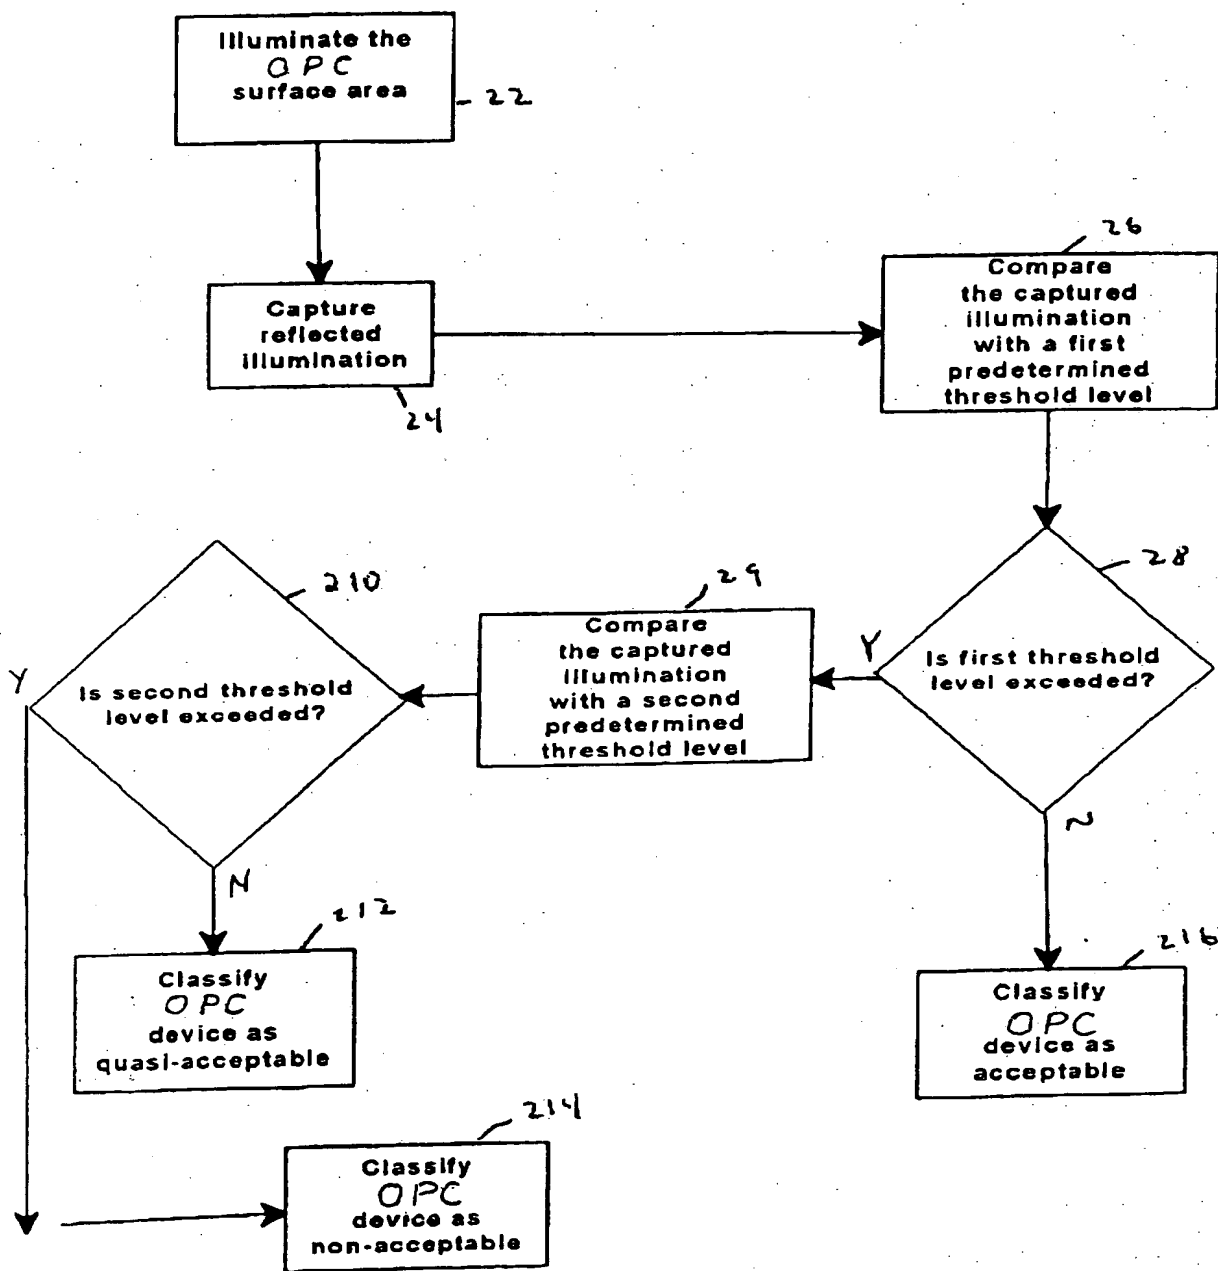 Illuminate the
OPC
surface area
22
Capture
reflected
illumination
24
26
Compare
the captured
illumination
with a first
predetermined
threshold level
28
Is first threshold
level exceeded?
Y
N
29
Compare
the captured
illumination
with a second
predetermined
threshold level
210
Is second threshold
level exceeded?
Y
N
212
Classify
OPC
device as
quasi-acceptable
216
Classify
OPC
device as
acceptable
214
Classify
OPC
device as
non-acceptable